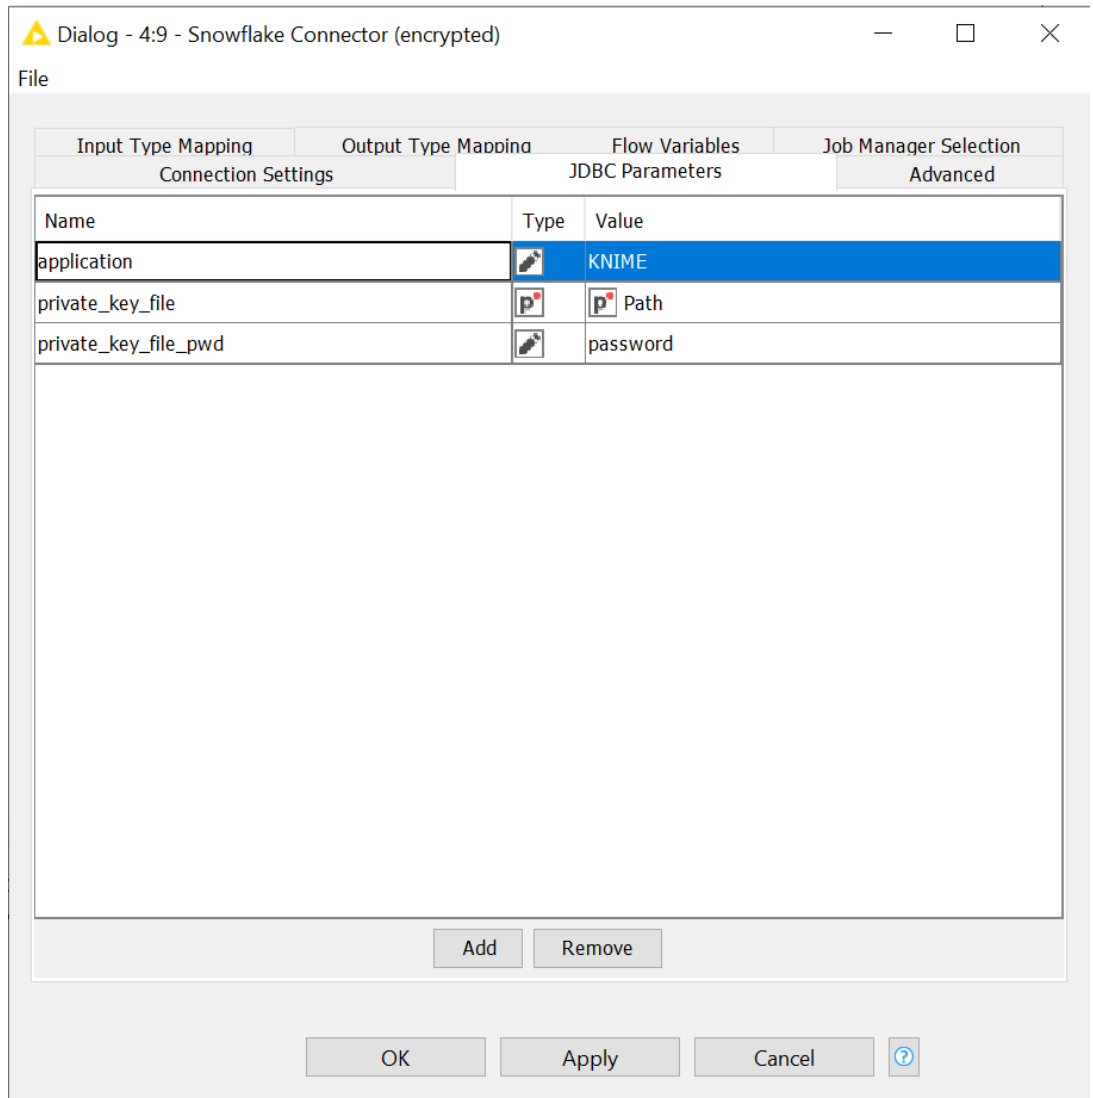 Dialog - 4:9 - Snowflake Connector (encrypted)
File
Input Type Mapping Output Type Mapping Flow Variables Job Manager Selection
Connection Settings JDBC Parameters Advanced
Name Type Value
application KNIME
private_key_file p p Path
private_key_file_pwd password
Add Remove
OK Apply Cancel ?